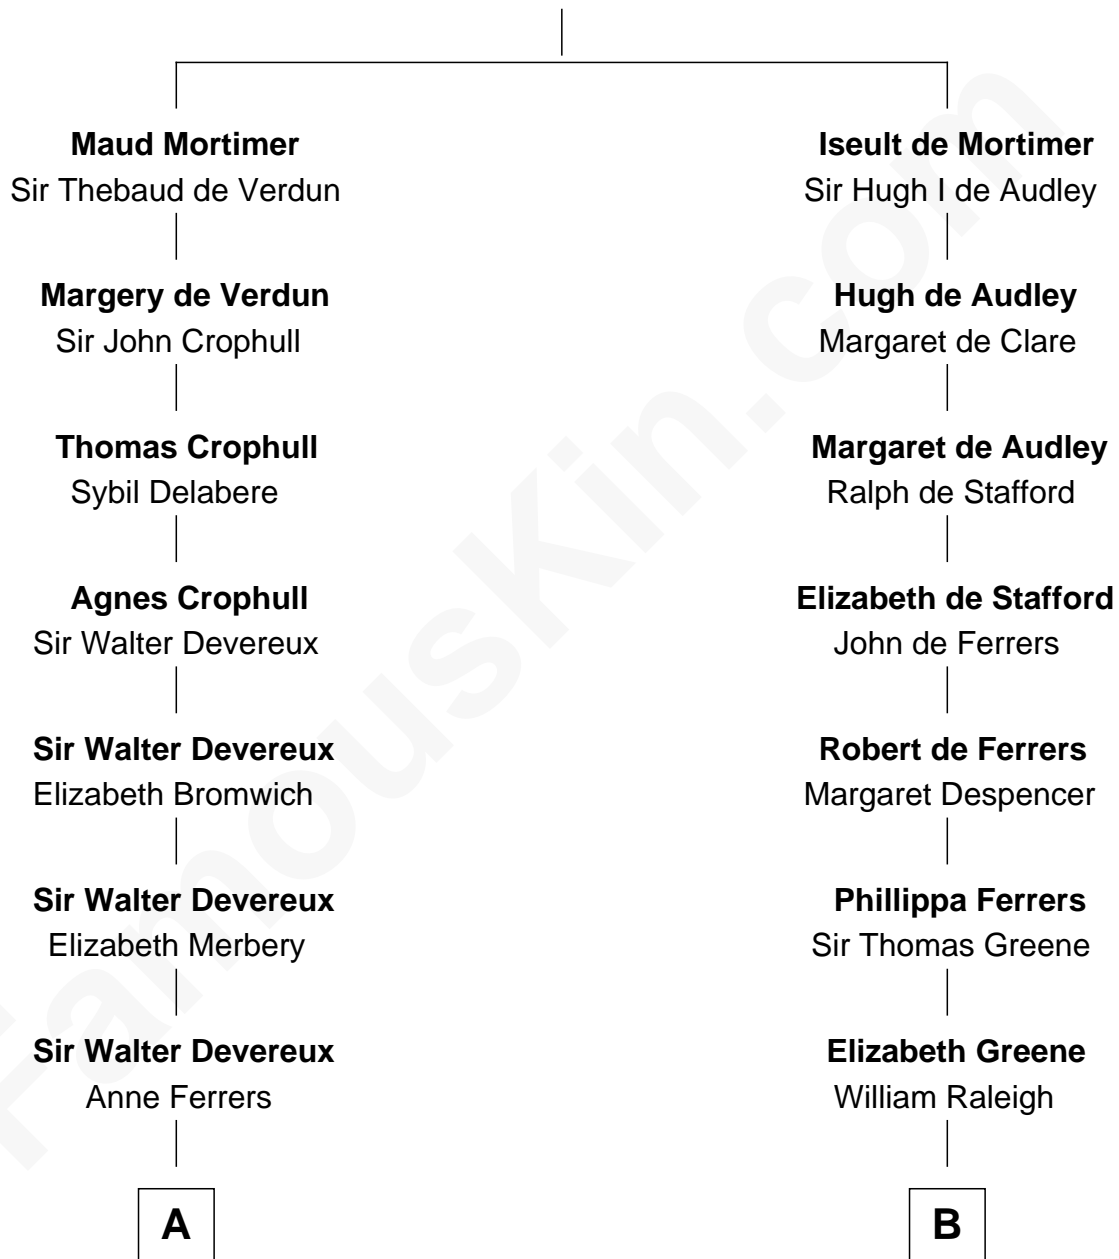 Maud Mortimer
Sir Thebaud de Verdun
Margery de Verdun
Sir John Crophull
Thomas Crophull
Sybil Delabere
Agnes Crophull
Sir Walter Devereux
Sir Walter Devereux
Elizabeth Bromwich
Sir Walter Devereux
Elizabeth Merbery
Sir Walter Devereux
Anne Ferrers
A
Iseult de Mortimer
Sir Hugh I de Audley
Hugh de Audley
Margaret de Clare
Margaret de Audley
Ralph de Stafford
Elizabeth de Stafford
John de Ferrers
Robert de Ferrers
Margaret Despencer
Phillippa Ferrers
Sir Thomas Greene
Elizabeth Greene
William Raleigh
B
FamousKin.com